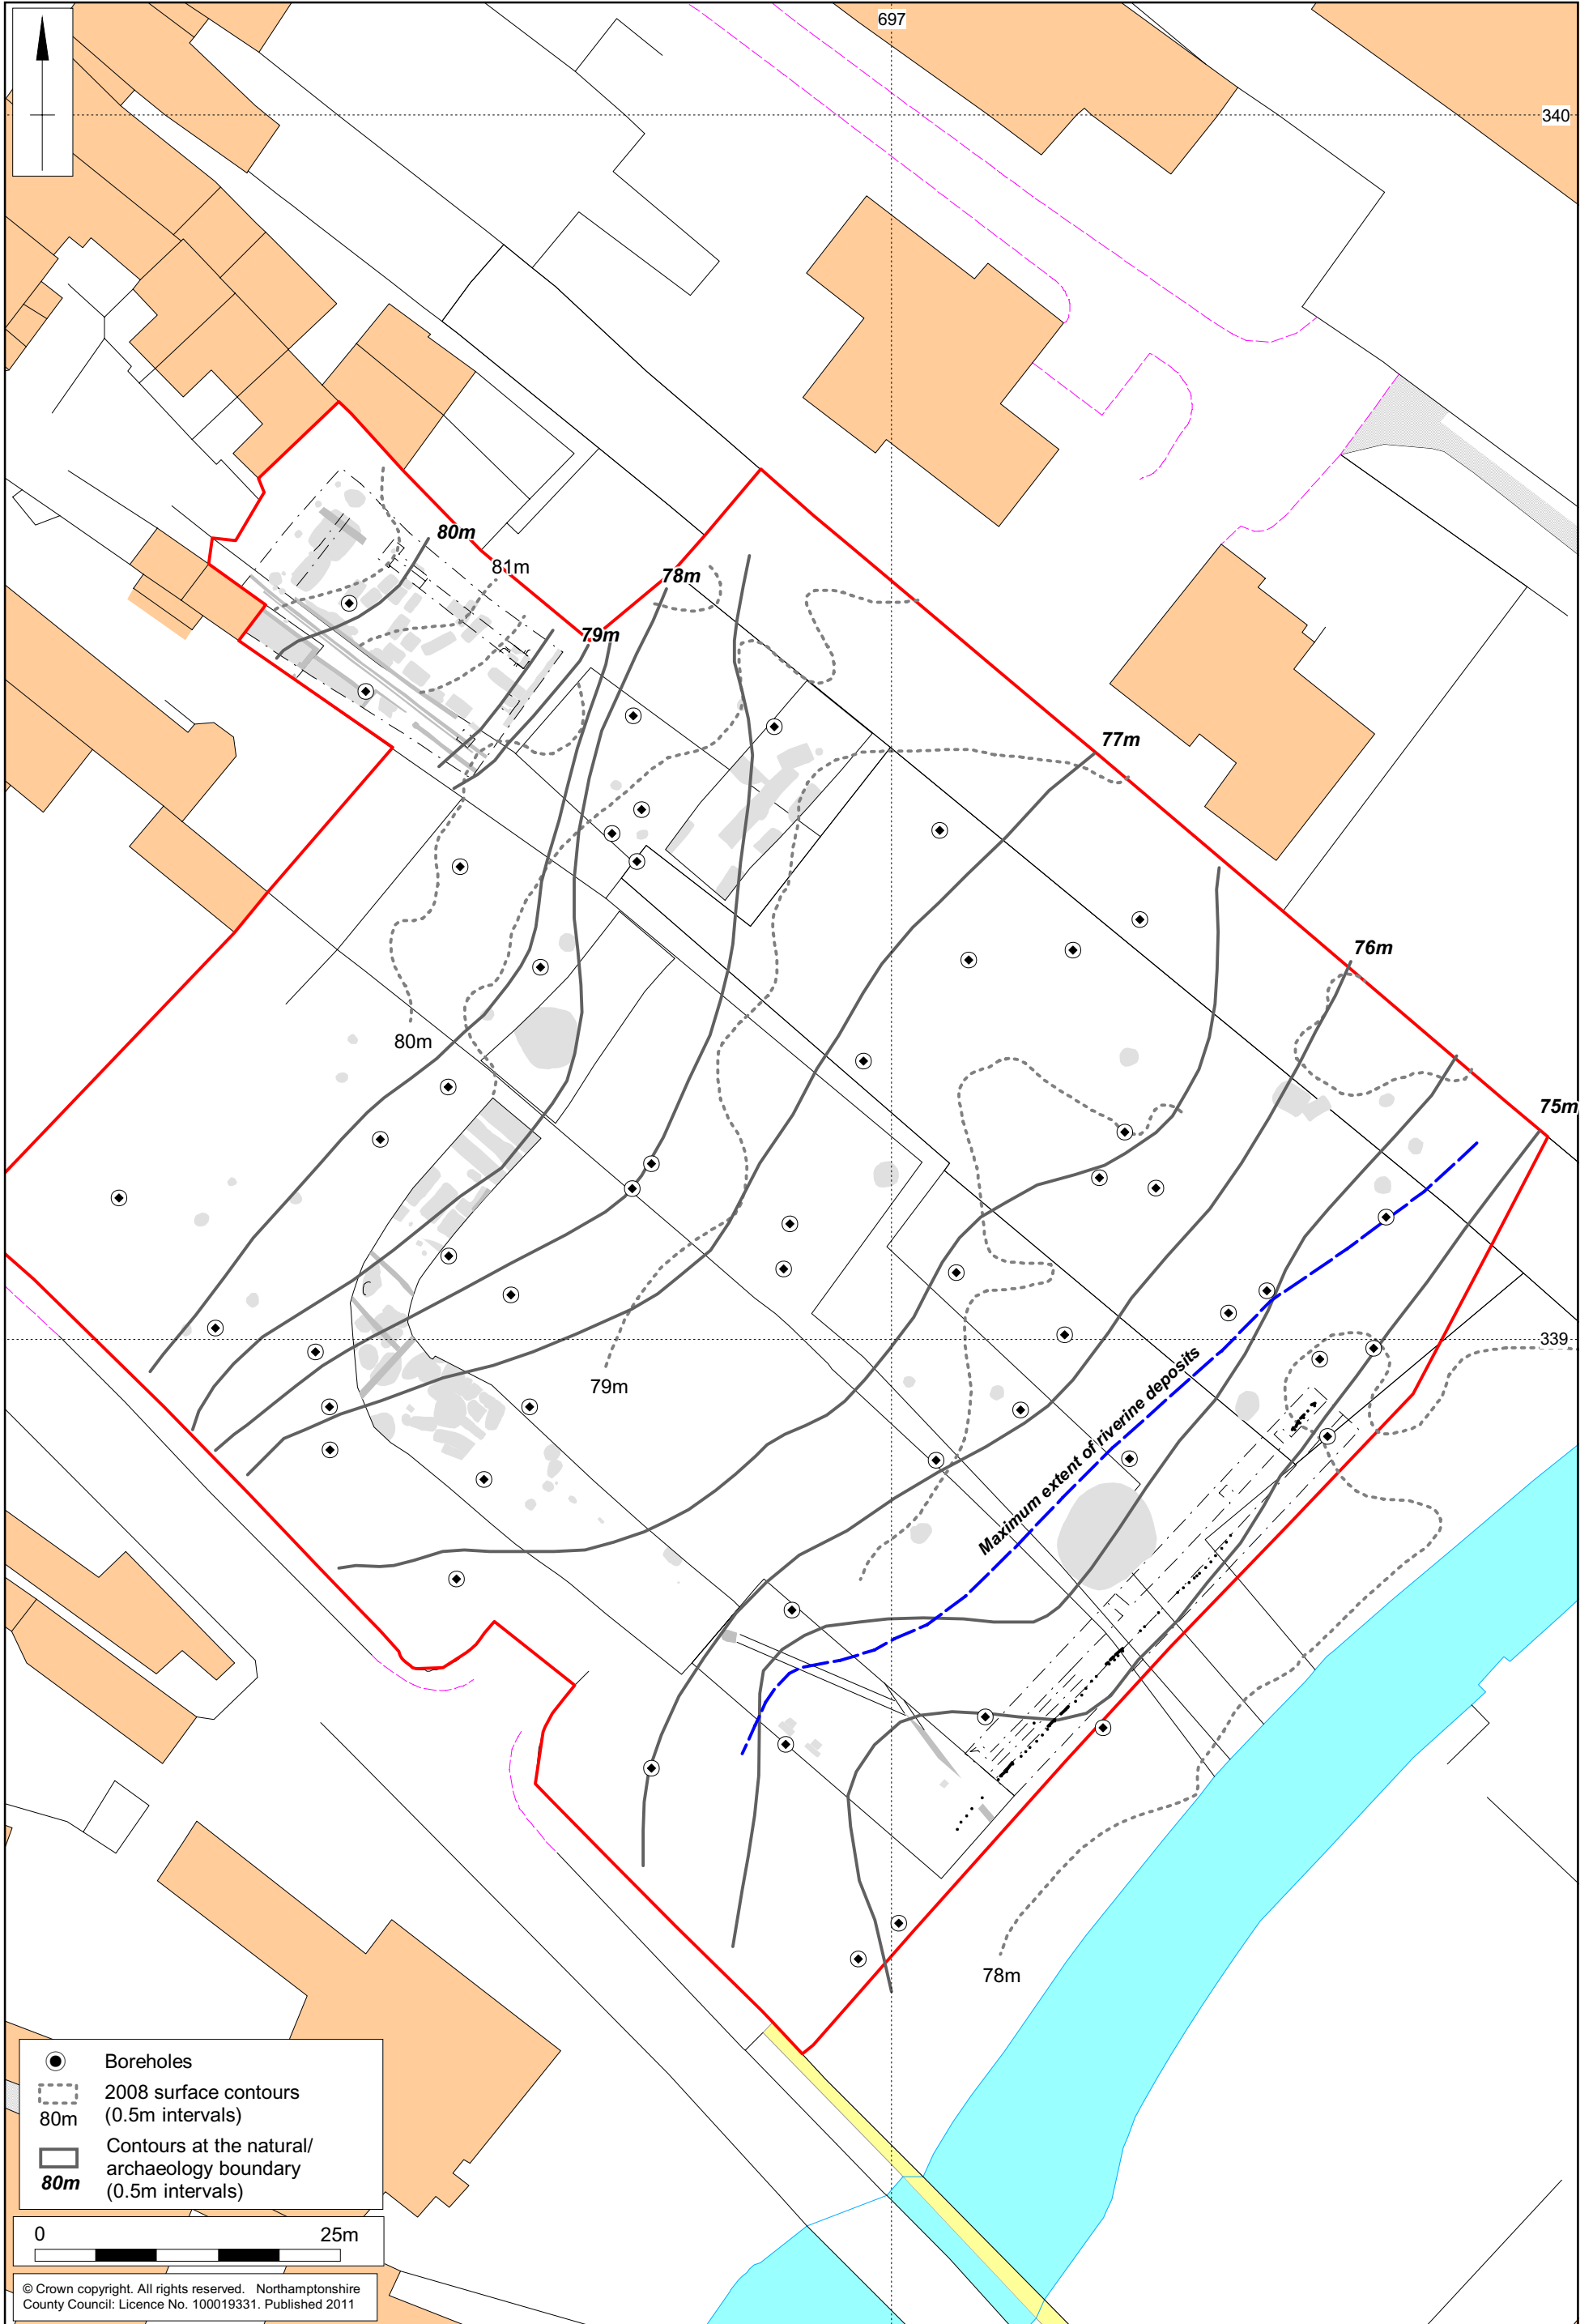 697
340
80m
81m
78m
79m
77m
76m
80m
75m
339
79m
Maximum extent of riverine deposits
78m
Boreholes
2008 surface contours
(0.5m intervals)
80m
Contours at the natural/
archaeology boundary
(0.5m intervals)
80m
0 25m
© Crown copyright. All rights reserved. Northamptonshire
County Council: Licence No. 100019331. Published 2011